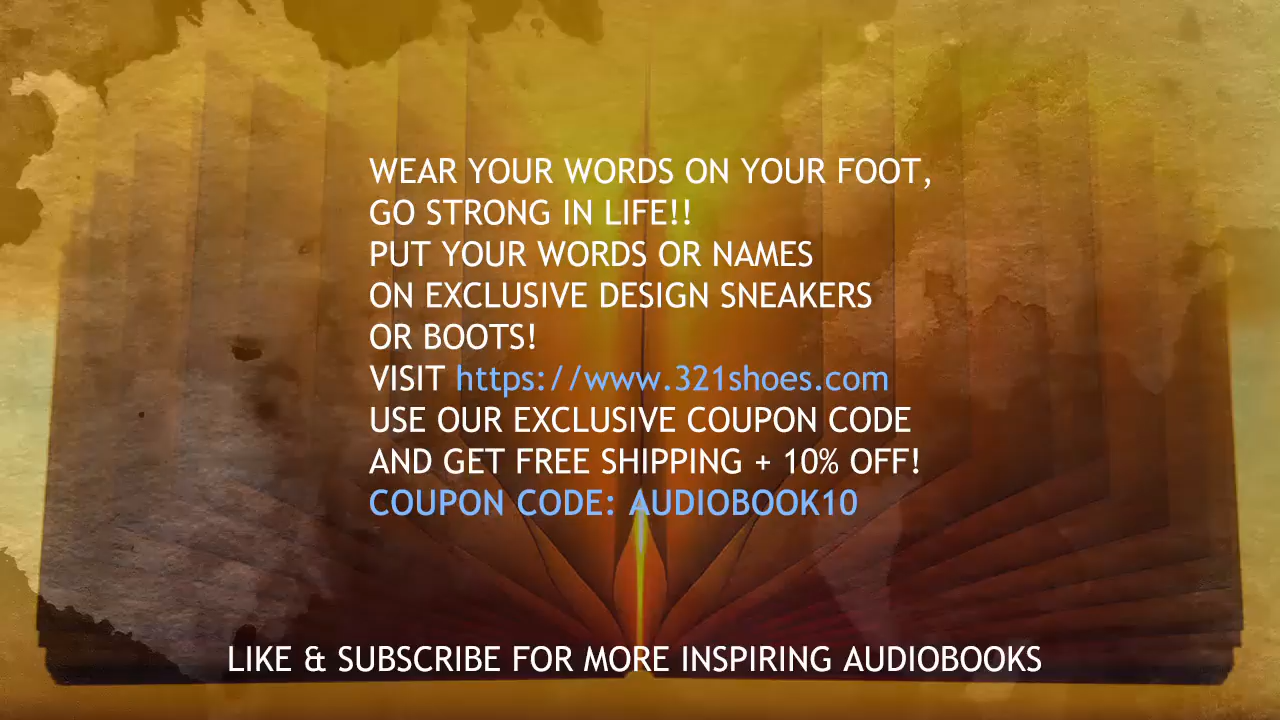 WEAR YOUR WORDS ON YOUR FOOT,
GO STRONG IN LIFE!!
PUT YOUR WORDS OR NAMES
ON EXCLUSIVE DESIGN SNEAKERS
OR BOOTS!
VISIT https://www.321shoes.com
USE OUR EXCLUSIVE COUPON CODE
AND GET FREE SHIPPING + 10% OFF!
COUPON CODE: AUDIOBOOK10
LIKE & SUBSCRIBE FOR MORE INSPIRING AUDIOBOOKS